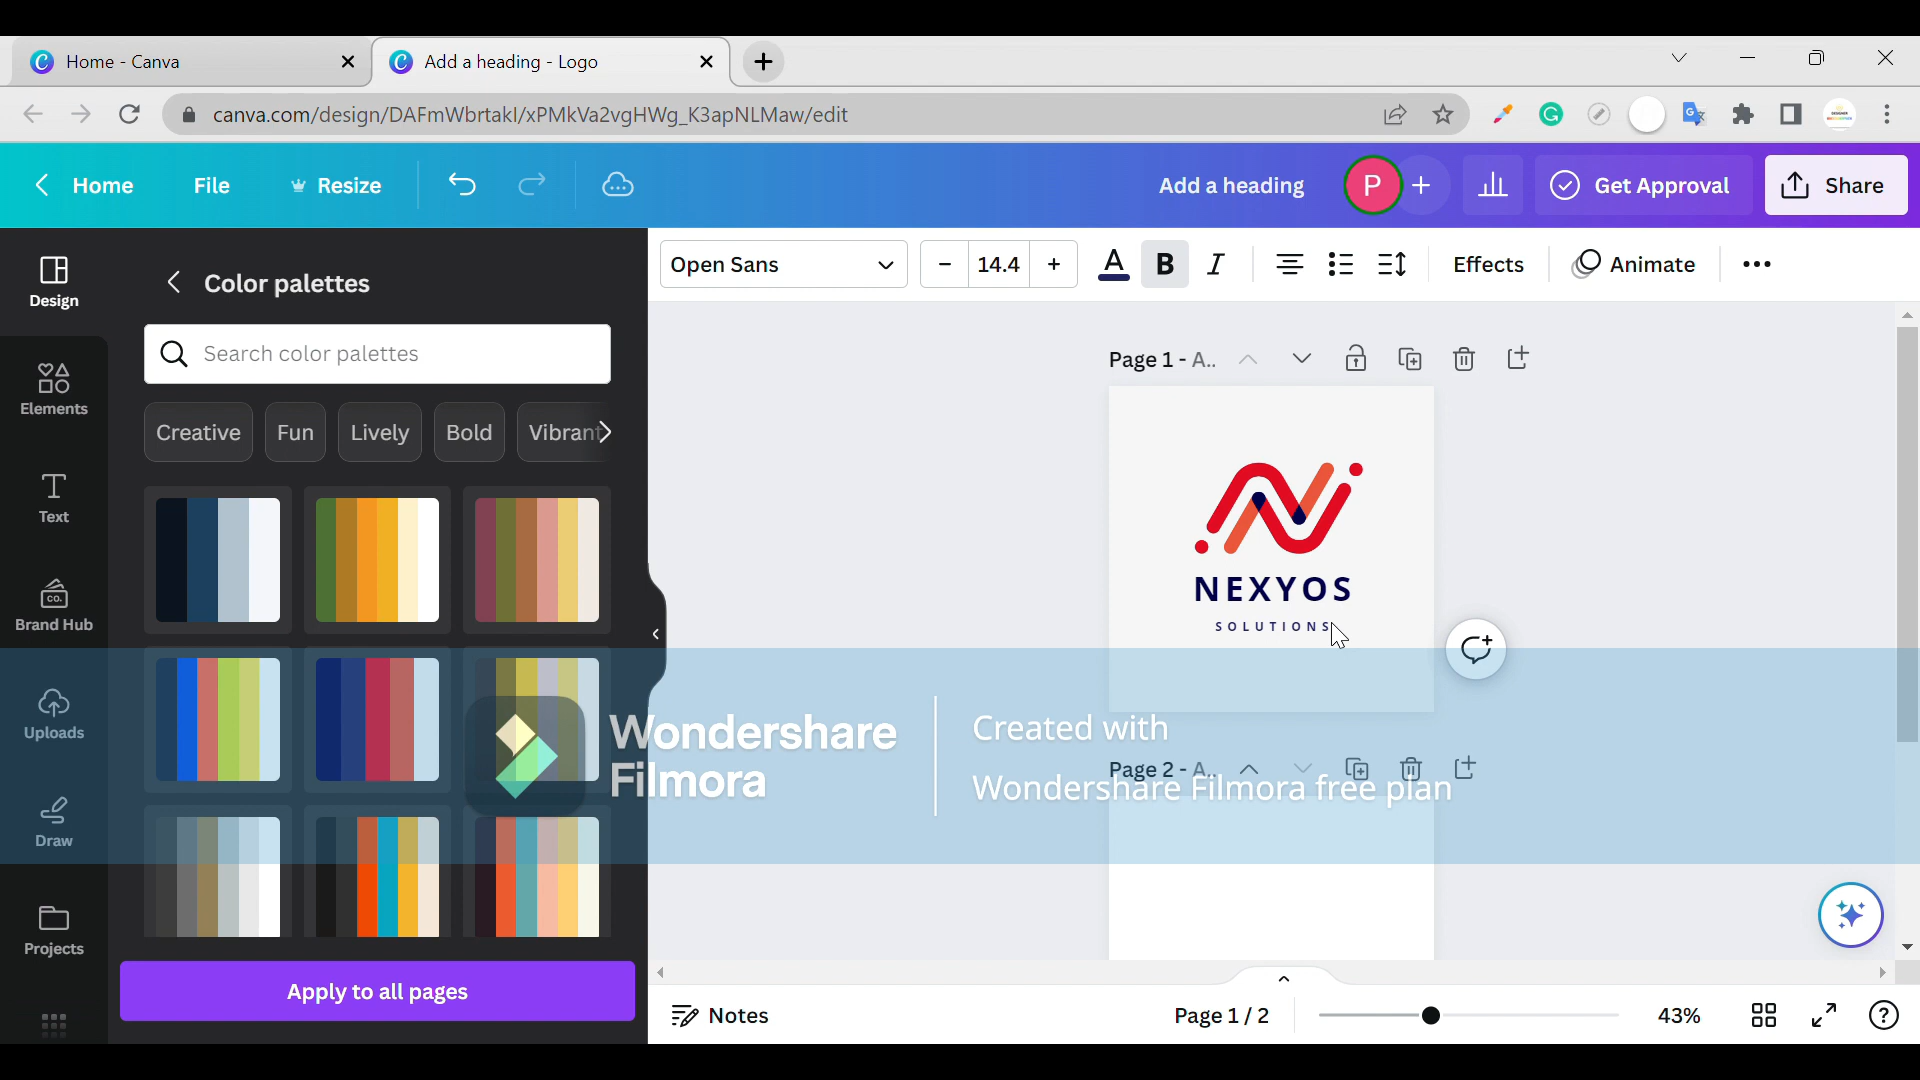 Home - Canva
Add a heading - Logo
canva.com/design/DAFmWbrtakI/xPMkVa2vgHWg_K3apNLMaw/edit
Home
File
Resize
Add a heading
P
Get Approval
Share
Design
Color palettes
Open Sans
14.4
B
I
Effects
Animate
Search color palettes
Page 1 - A..
Elements
Creative
Fun
Lively
Bold
Vibrant
Text
NEXYOS
SOLUTIONS
CO.
Brand Hub
Uploads
Wondershare
Filmora
Created with
Page 2 - A..
Wondershare Filmora free plan
Draw
Projects
Apply to all pages
Notes
Page 1 / 2
43%